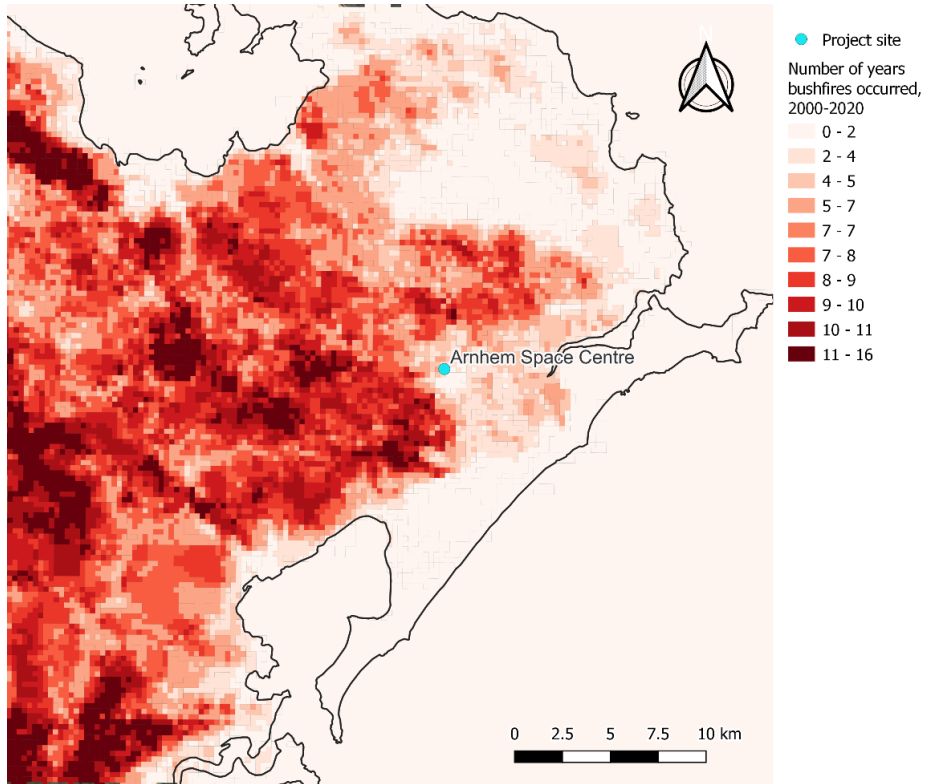 Project site
Number of years
bushfires occurred,
2000-2020
0 - 2
2 - 4
4 - 5
5 - 7
7 - 7
7 - 8
8 - 9
9 - 10
10 - 11
11 - 16
Arnhem Space Centre
0 2.5 5 7.5 10 km